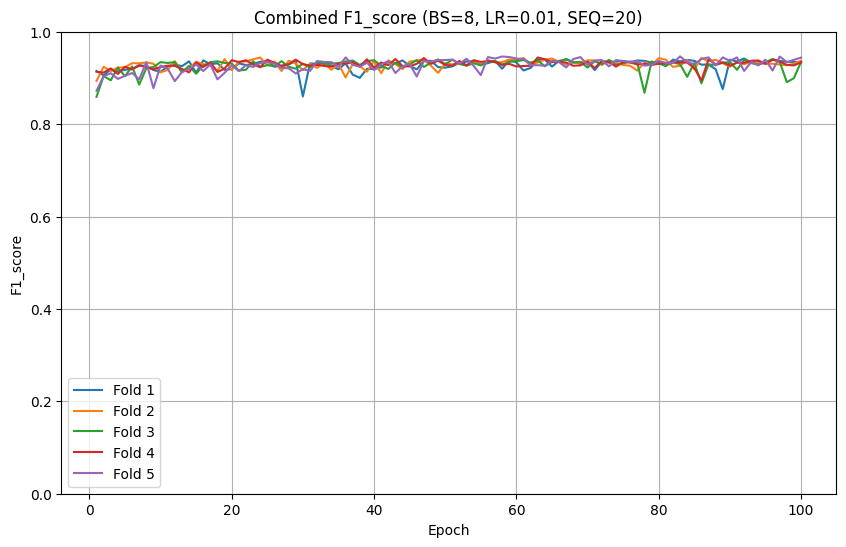 Combined F1_score (BS=8, LR=0.01, SEQ=20)
F1_score
1.0
0.8
0.6
0.4
0.2
0.0
Fold 1
Fold 2
Fold 3
Fold 4
Fold 5
0 20 40 60 80 100
Epoch